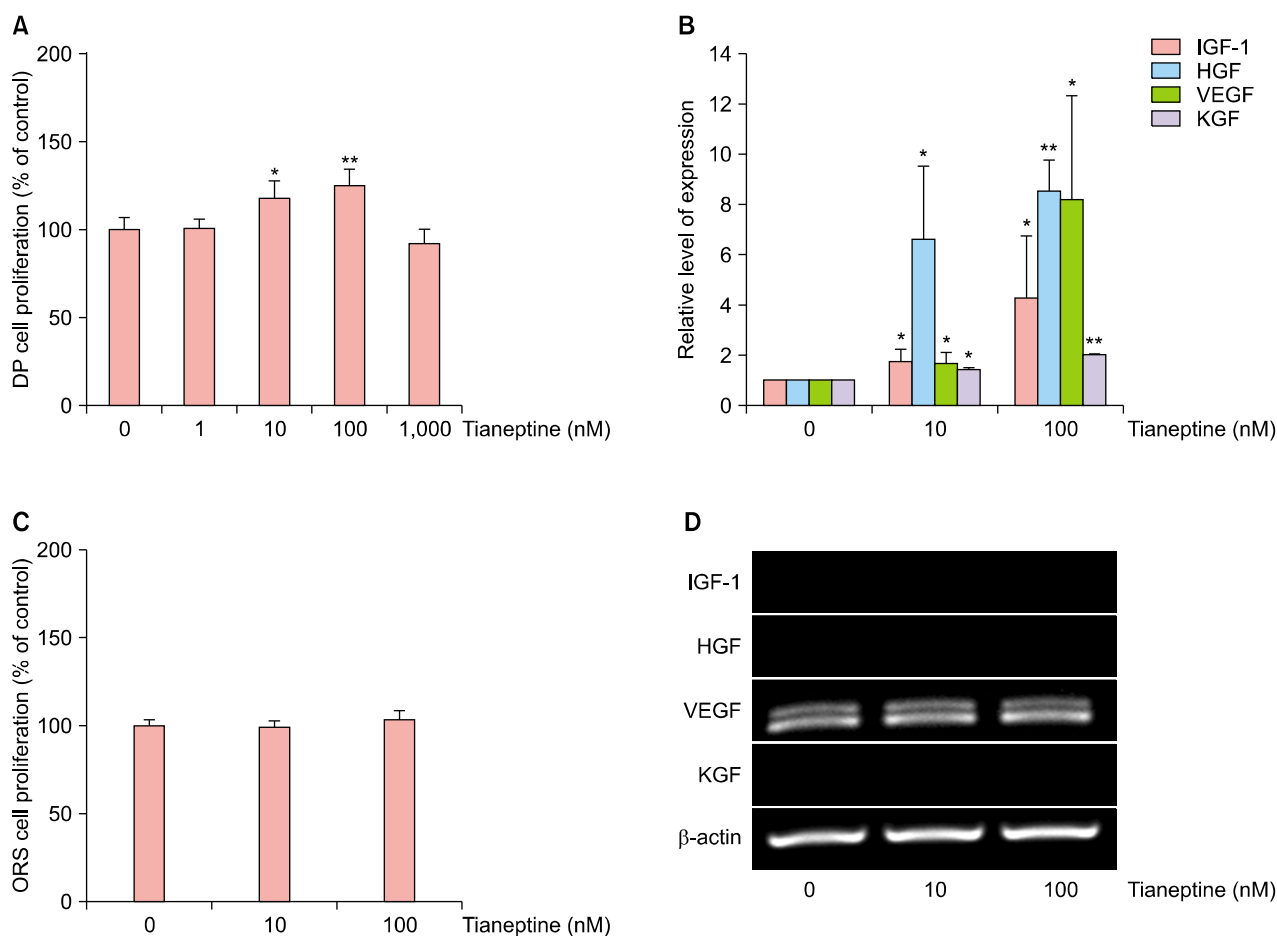 A
DP cell proliferation (% of control)
200
150
100
50
0
*
**
0 1 10 100 1,000 Tianeptine (nM)
B
Relative level of expression
14
12
10
8
6
4
2
0
*
*
*
*
*
**
*
**
0 10 100 Tianeptine (nM)
IGF-1
HGF
VEGF
KGF
C
ORS cell proliferation (% of control)
200
150
100
50
0
0 10 100 Tianeptine (nM)
D
IGF-1
HGF
VEGF
KGF
β-actin
0 10 100 Tianeptine (nM)